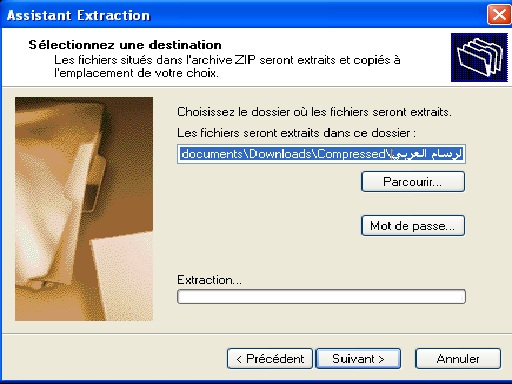 Assistant Extraction
Sélectionnez une destination
Les fichiers situés dans l'archive ZIP seront extraits et copiés à
l'emplacement de votre choix.
Choisissez le dossier où les fichiers seront extraits.
Les fichiers seront extraits dans ce dossier :
documents\Downloads\Compressed\الرسام العربي
Parcourir...
Mot de passe...
Extraction...
< Précédent
Suivant >
Annuler